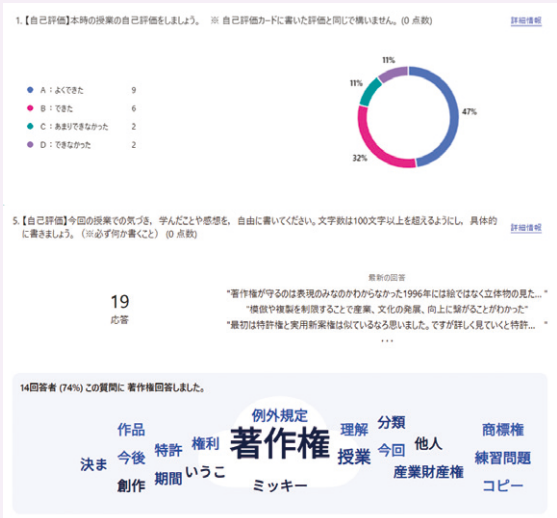 1.【自己評価】本時の授業の自己評価をしましょう。 ※ 自己評価カードに書いた評価と同じで構いません。(0 点数)
詳細情報
A：よくできた 9
B：できた 6
C：あまりできなかった 2
D：できなかった 2
11%
11%
47%
32%
5.【自己評価】今回の授業での気づき、学んだことや感想を、自由に書いてください。文字数は100文字以上を超えるようにし、具体的
に書きましょう。（※必ず何か書くこと） (0 点数)
詳細情報
最新の回答
19
応答
"著作権が守るのは表現のみなのかわからなかった1996年には絵ではなく立体物の見た... "
"模倣や複製を制限することで産業、文化の発展、向上に繋がることがわかった"
"最初は特許権と実用新案権は似ているなろ思いました。ですが詳しく見ていくと特許... "
...
14回答者 (74%) この質問に 著作権回答しました。
例外規定
作品 理解 分類 商標権
権利 著作権 他人
今後 特許 授業 今回 練習問題
決ま いうこ 産業財産権
創作 期間 ミッキー コピー